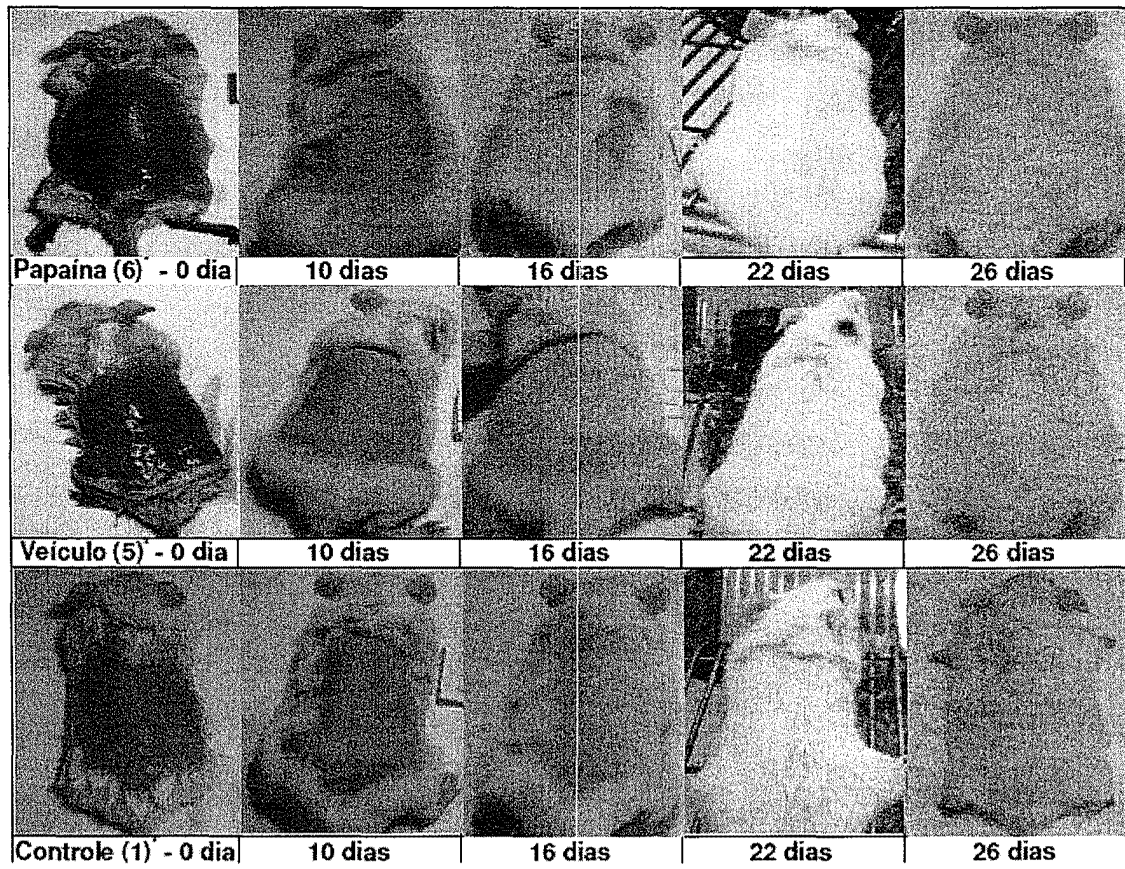 Papaína (6)* - 0 dia 10 dias 16 dias 22 dias 26 dias
Veículo (5)* - 0 dia 10 dias 16 dias 22 dias 26 dias
Controle (1)* - 0 dia 10 dias 16 dias 22 dias 26 dias